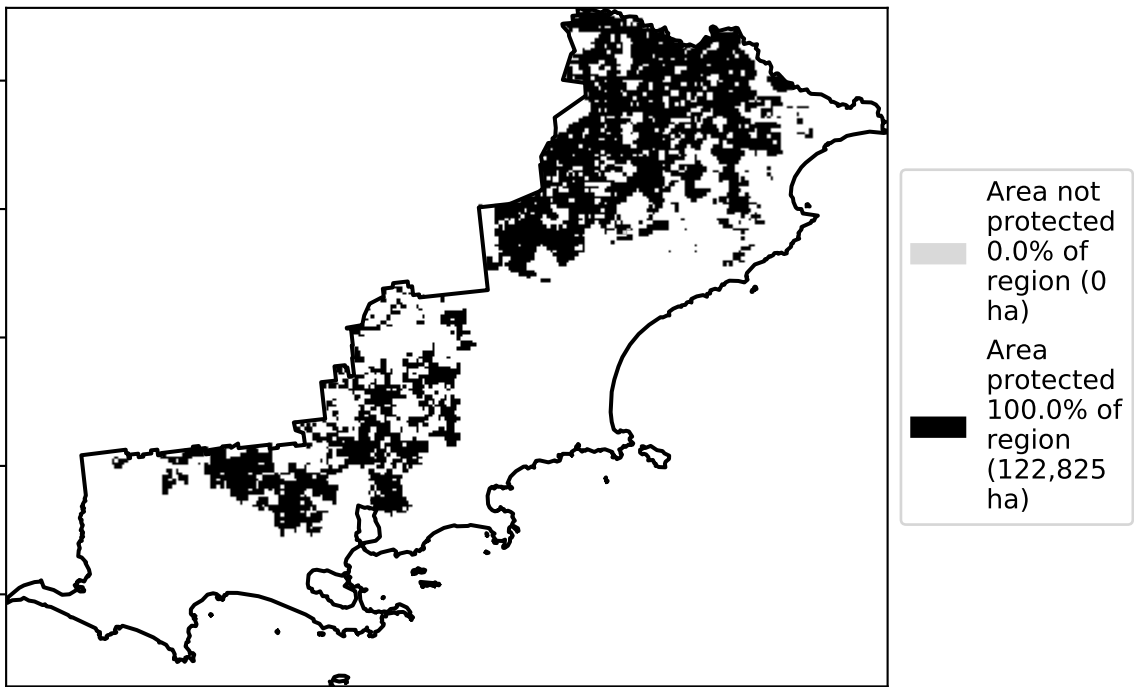 Area not
protected
0.0% of
region (0
ha)
Area
protected
100.0% of
region
(122,825
ha)